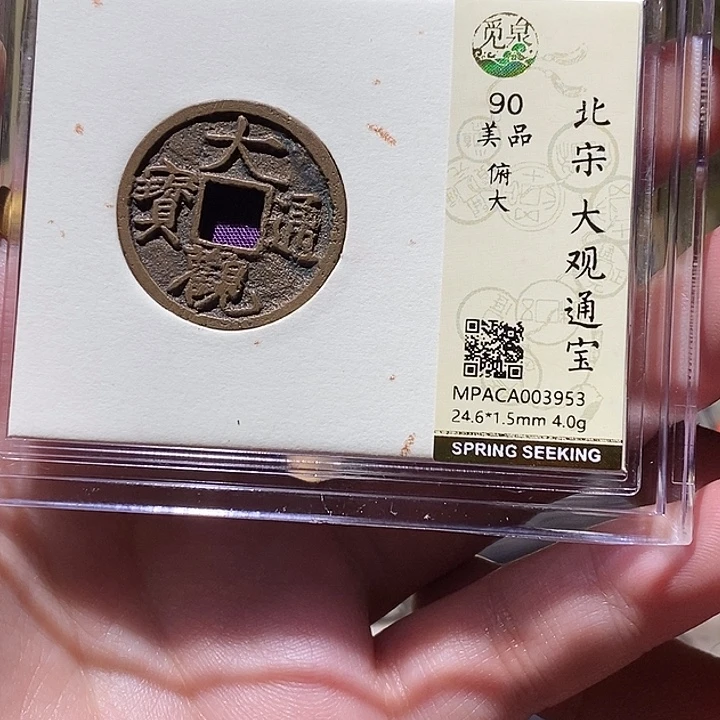 大觀通寶
觅泉
90
美品
俯大
北宋大观通宝
MPACA003953
24.6*1.5mm 4.0g
SPRING SEEKING